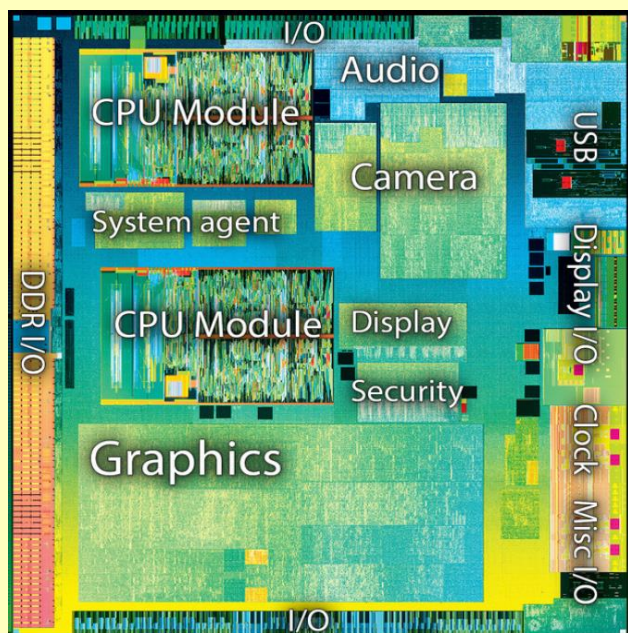 I/O
Audio
CPU Module
USB
Camera
System agent
Display I/O
DDR I/O
CPU Module
Display
Security
Clock
Graphics
Misc I/O
I/O